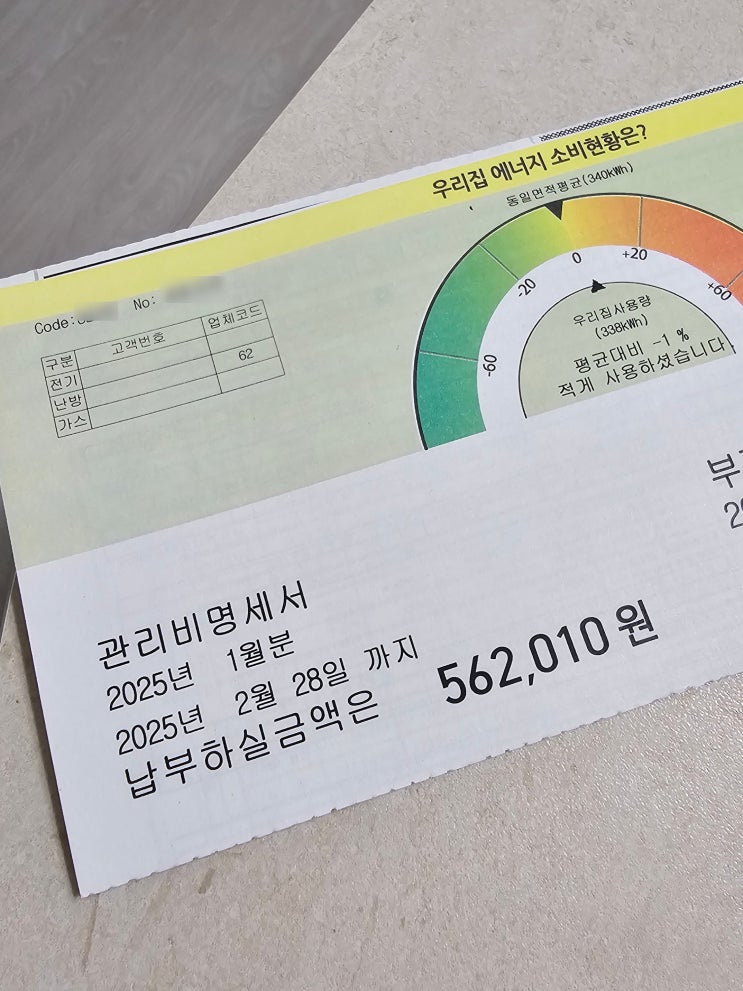 우리집 에너지 소비현황은?
동일면적평균(340kWh)
-60
-20
0
+20
+60
우리집사용량
(338kWh)
평균대비 -1 %
적게 사용하셨습니다
Code: No:
구분 고객번호 업체코드
전기 62
난방
가스
관리비명세서
2025년 1월분
2025년 2월 28일 까지
납부하실금액은 562,010 원
부